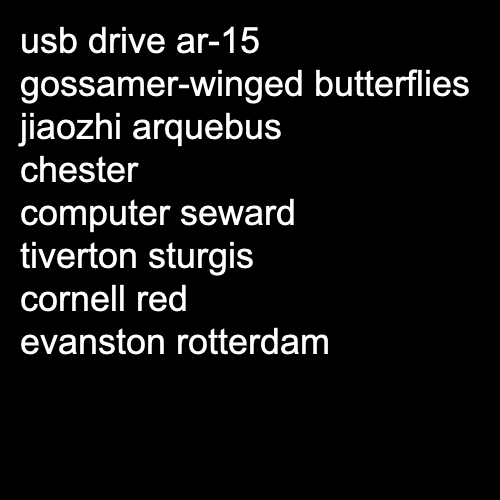 usb drive ar-15
gossamer-winged butterflies
jiaozhi arquebus
chester
computer seward
tiverton sturgis
cornell red
evanston rotterdam